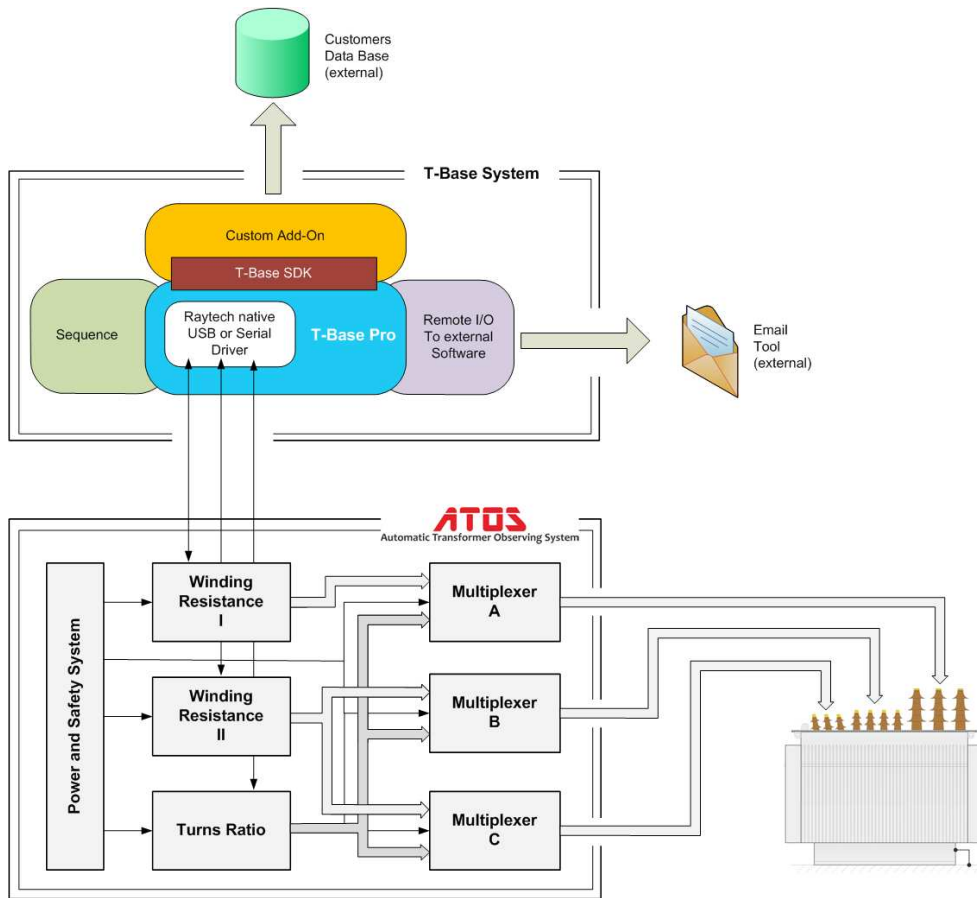 Customers
Data Base
(external)
T-Base System
Custom Add-On
T-Base SDK
Sequence
Raytech native
USB or Serial
Driver
T-Base Pro
Remote I/O
To external
Software
Email
Tool
(external)
ATOS
Automatic Transformer Observing System
Power and Safety System
Winding
Resistance
I
Multiplexer
A
Winding
Resistance
II
Multiplexer
B
Turns Ratio
Multiplexer
C